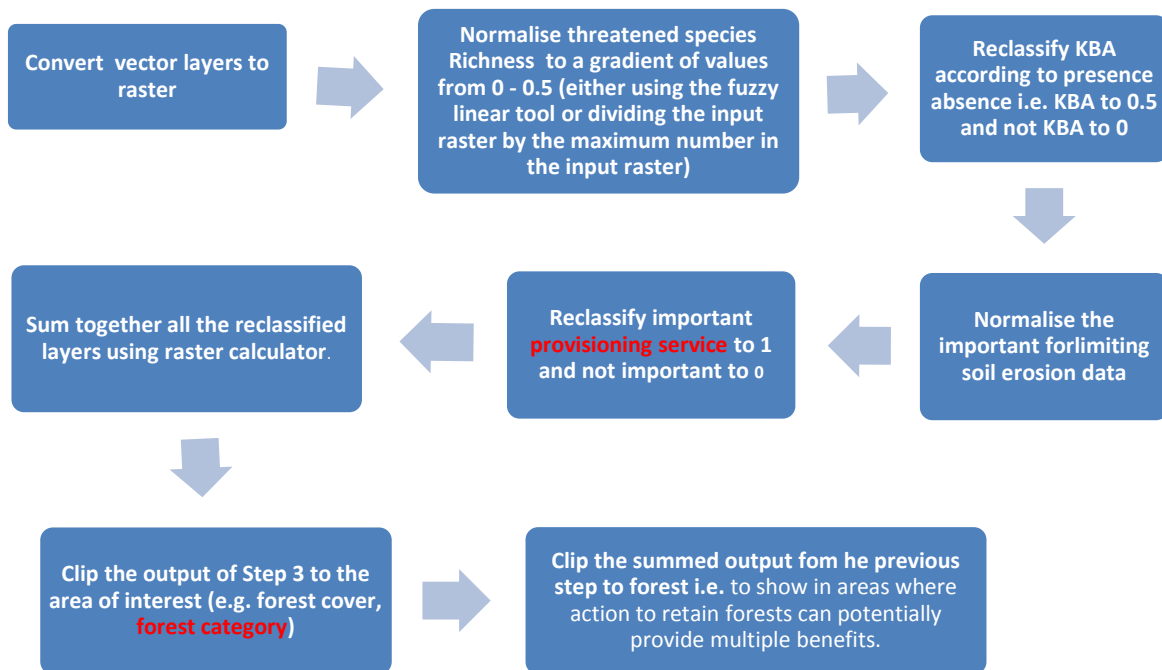 Convert vector layers to
raster
Normalise threatened species
Richness to a gradient of values
from 0 - 0.5 (either using the fuzzy
linear tool or dividing the input
raster by the maximum number in
the input raster)
Reclassify KBA
according to presence
absence i.e. KBA to 0.5
and not KBA to 0
Normalise the
important forlimiting
soil erosion data
Reclassify important
provisioning service to 1
and not important to 0
Sum together all the reclassified
layers using raster calculator.
Clip the output of Step 3 to the
area of interest (e.g. forest cover,
forest category)
Clip the summed output fom he previous
step to forest i.e. to show in areas where
action to retain forests can potentially
provide multiple benefits.